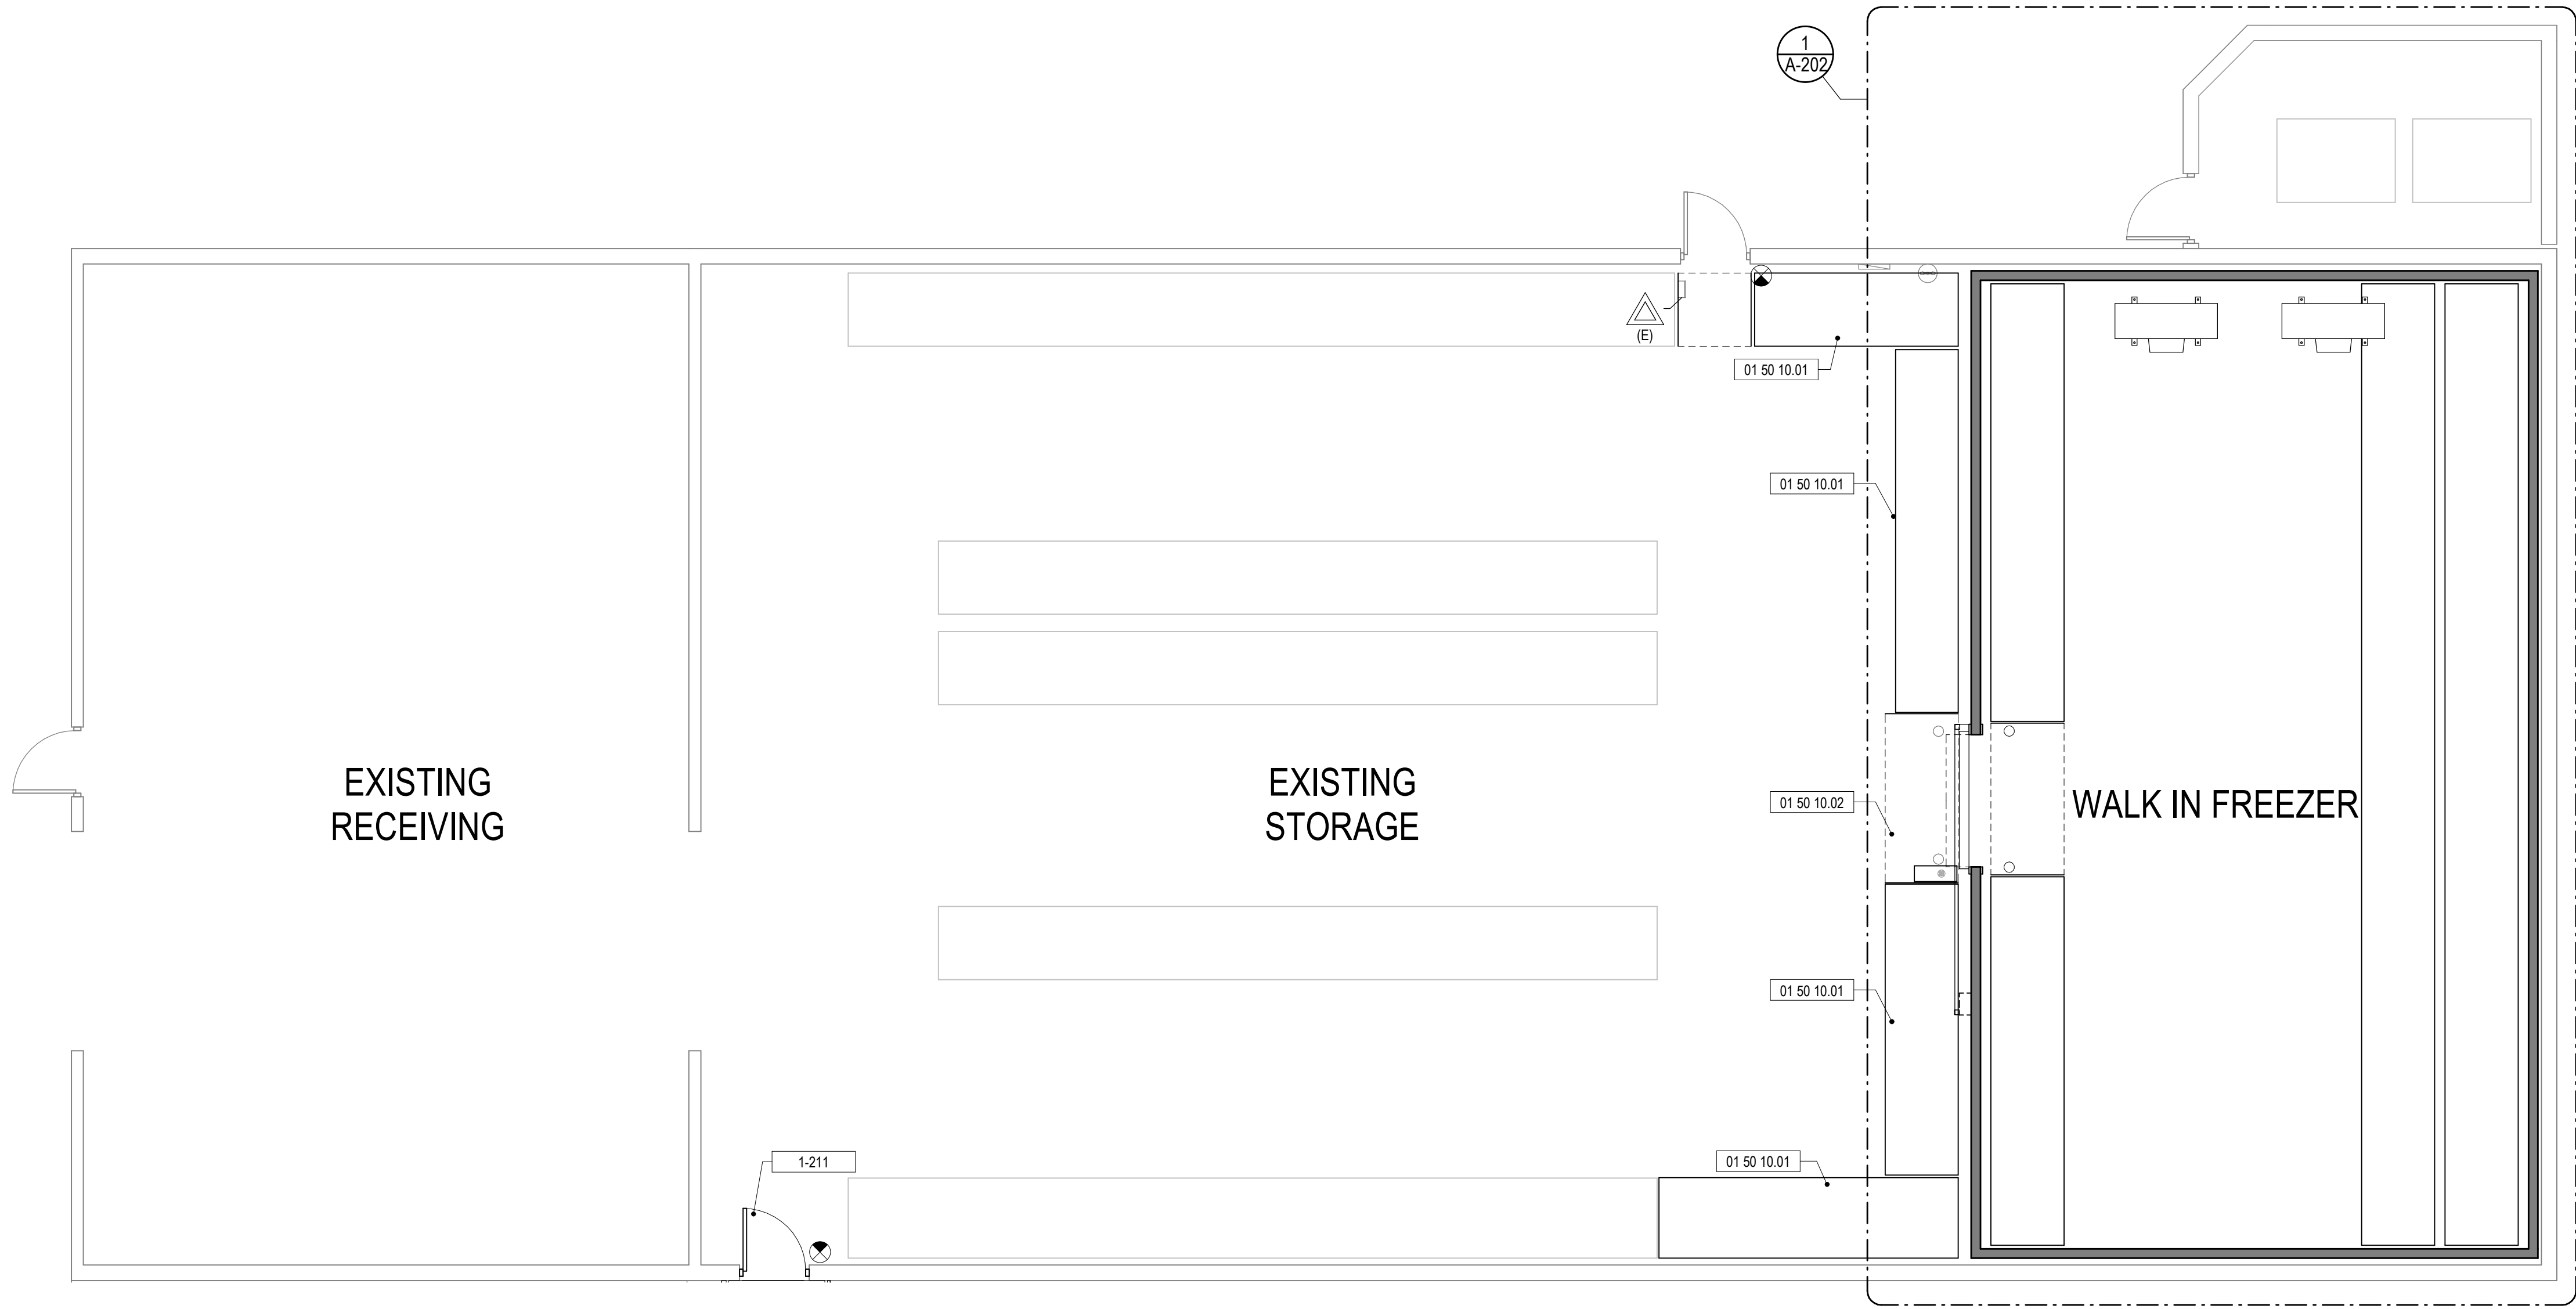 1
A-202
(E)
01 50 10.01
01 50 10.01
EXISTING
RECEIVING
EXISTING
STORAGE
01 50 10.02
WALK IN FREEZER
01 50 10.01
1-211
01 50 10.01